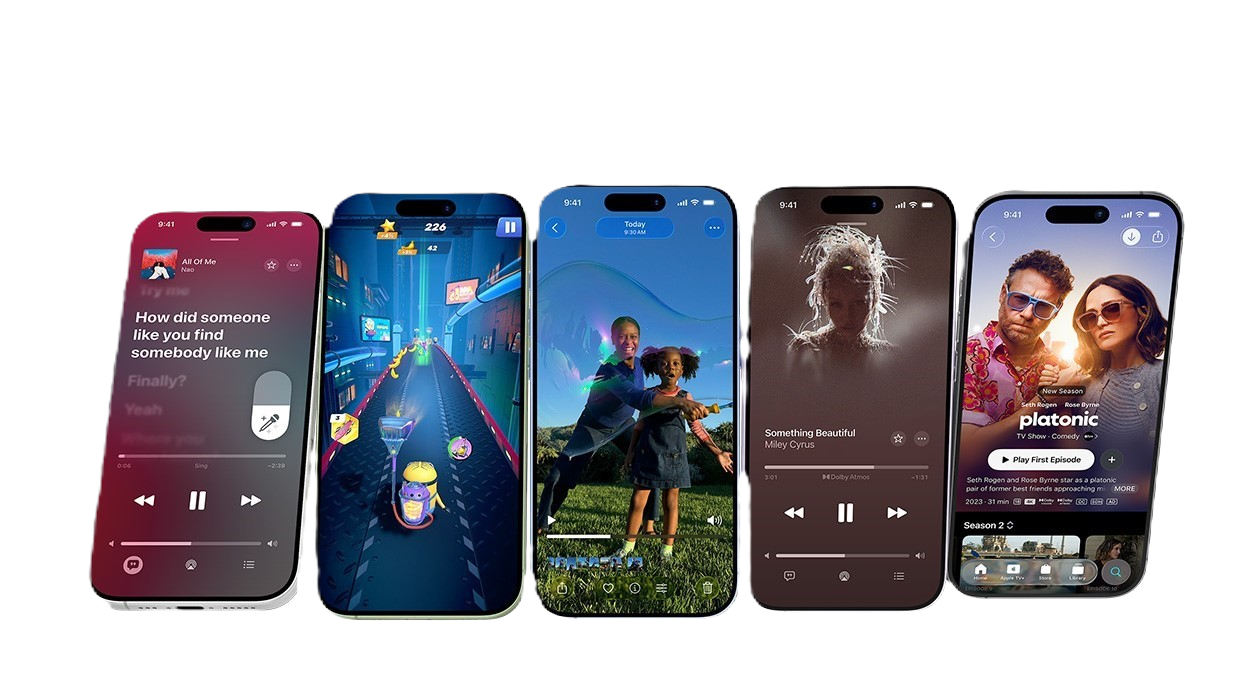 9:41
All Of Me
Nao
Try me
How did someone
like you find
somebody like me
Finally?
Yeah
Where you
0:06
Sing
−2:39
226
42
3
9:41
Today
9:30 AM
9:41
Something Beautiful
Miley Cyrus
3:01
Dolby Atmos
−1:31
9:41
New Season
Seth Rogen Rose Byrne
platonic
TV Show · Comedy
Play First Episode
Seth Rogen and Rose Byrne star as a platonic
pair of former best friends approaching MORE
2023 · 31 min
Season 2
Home
Apple TV+
Store
Library